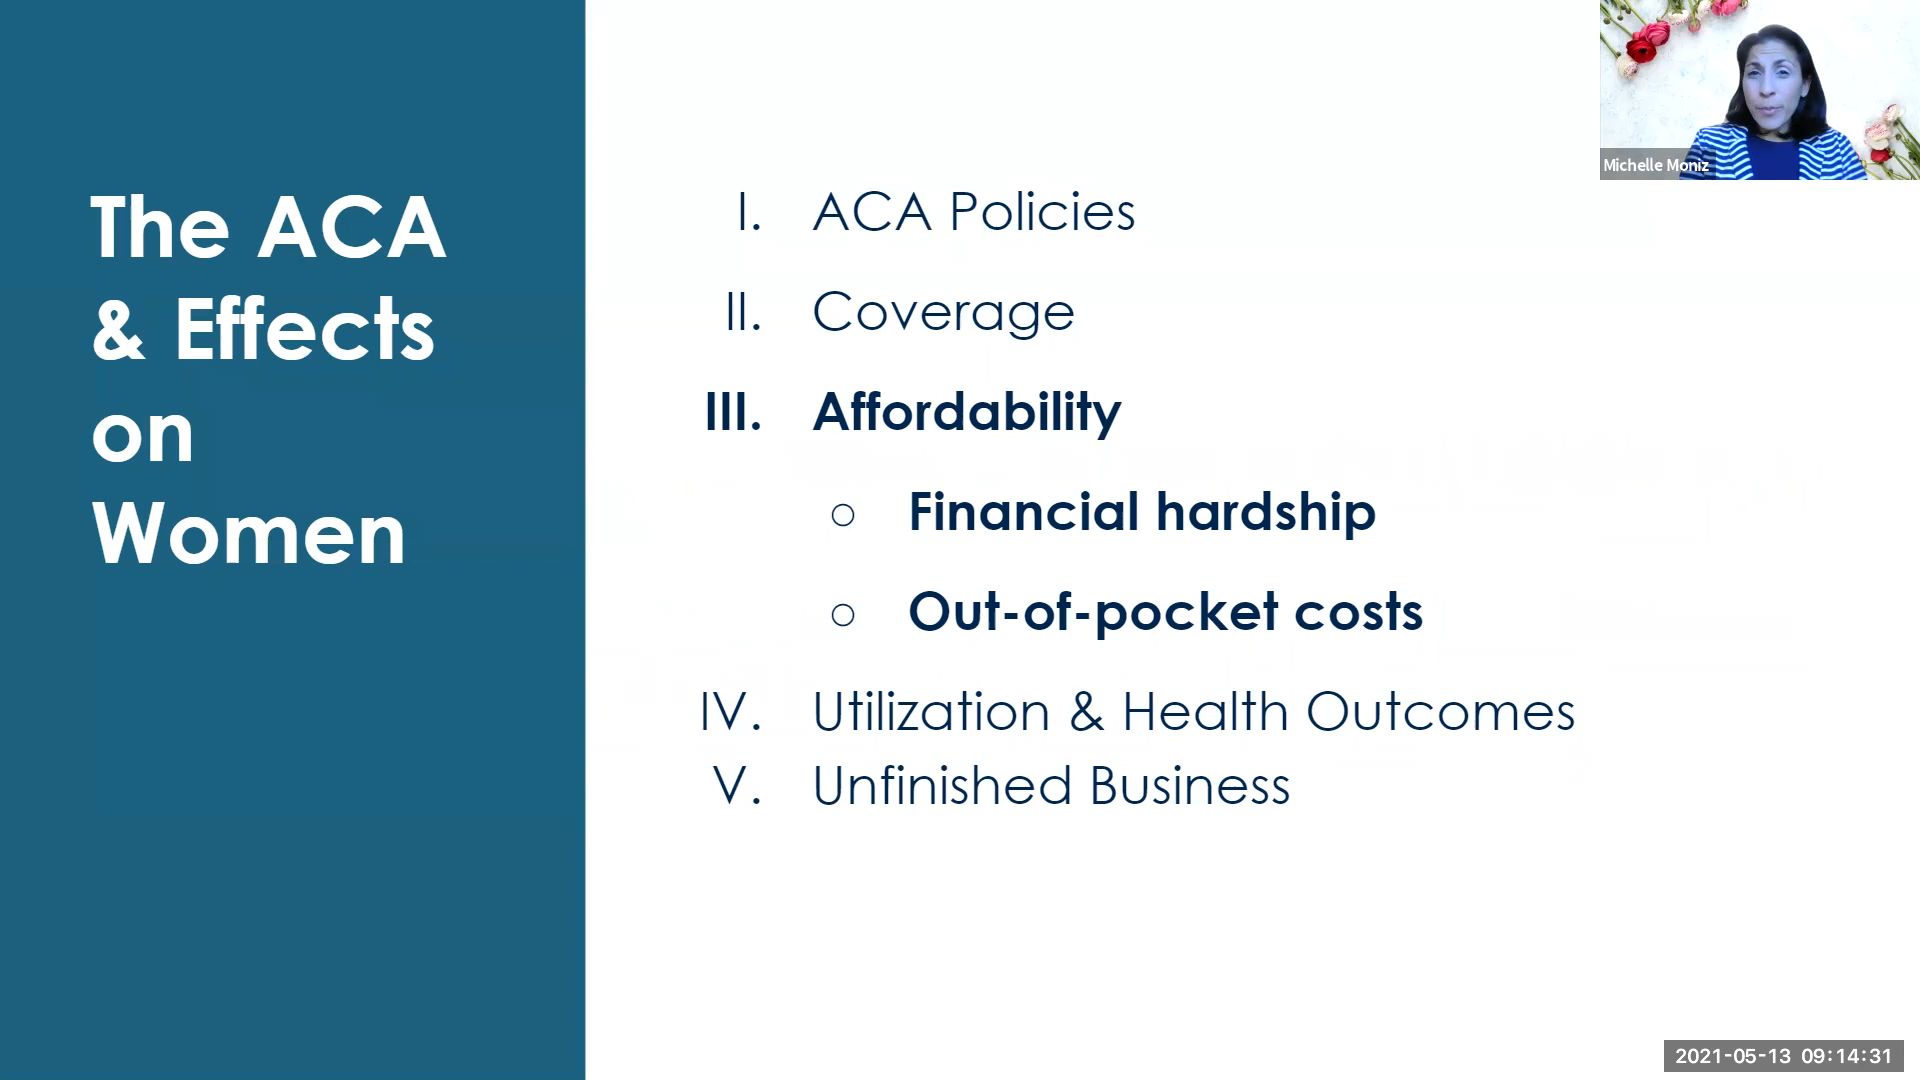 The ACA
& Effects
on
Women
I. ACA Policies
II. Coverage
III. Affordability
○ Financial hardship
○ Out-of-pocket costs
IV. Utilization & Health Outcomes
V. Unfinished Business
Michelle Moniz
2021-05-13 09:14:31